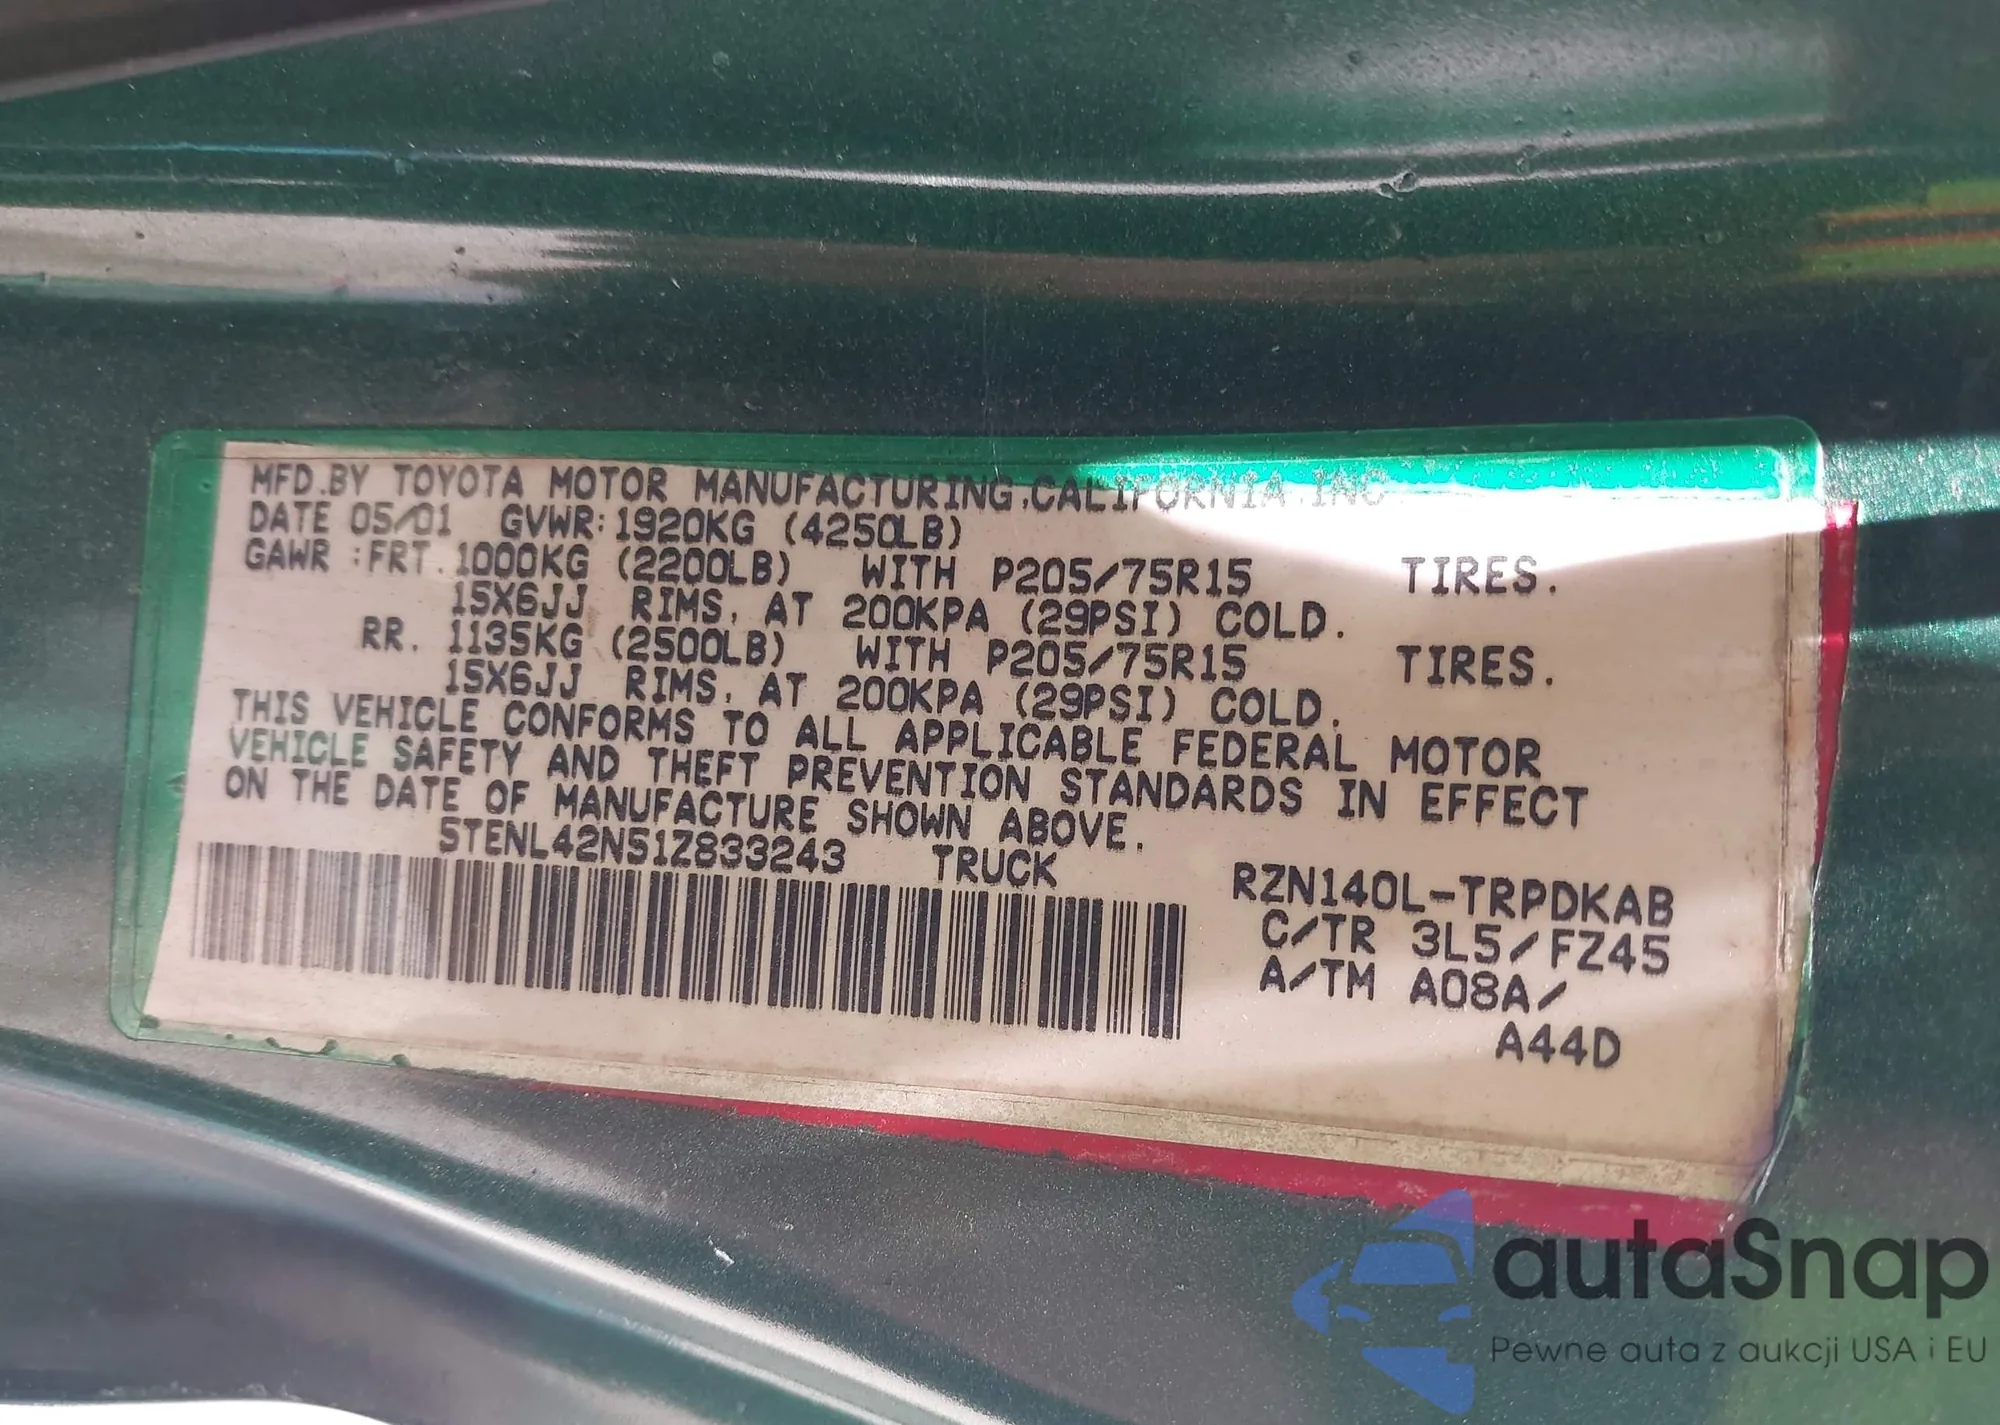 MFD.BY TOYOTA MOTOR MANUFACTURING,CALIFORNIA INC
DATE 05/01 GVWR: 1920KG (4250LB)
GAWR :FRT. 1000KG (2200LB) WITH P205/75R15 TIRES.
15X6JJ RIMS, AT 200KPA (29PSI) COLD.
RR. 1135KG (2500LB) WITH P205/75R15 TIRES.
15X6JJ RIMS, AT 200KPA (29PSI) COLD.
THIS VEHICLE CONFORMS TO ALL APPLICABLE FEDERAL MOTOR
VEHICLE SAFETY AND THEFT PREVENTION STANDARDS IN EFFECT
ON THE DATE OF MANUFACTURE SHOWN ABOVE.
5TENL42N51Z833243 TRUCK
RZN140L-TRPDKAB
C/TR 3L5/FZ45
A/TM A08A/
A44D
autaSnap
Pewne auta z aukcji USA i EU